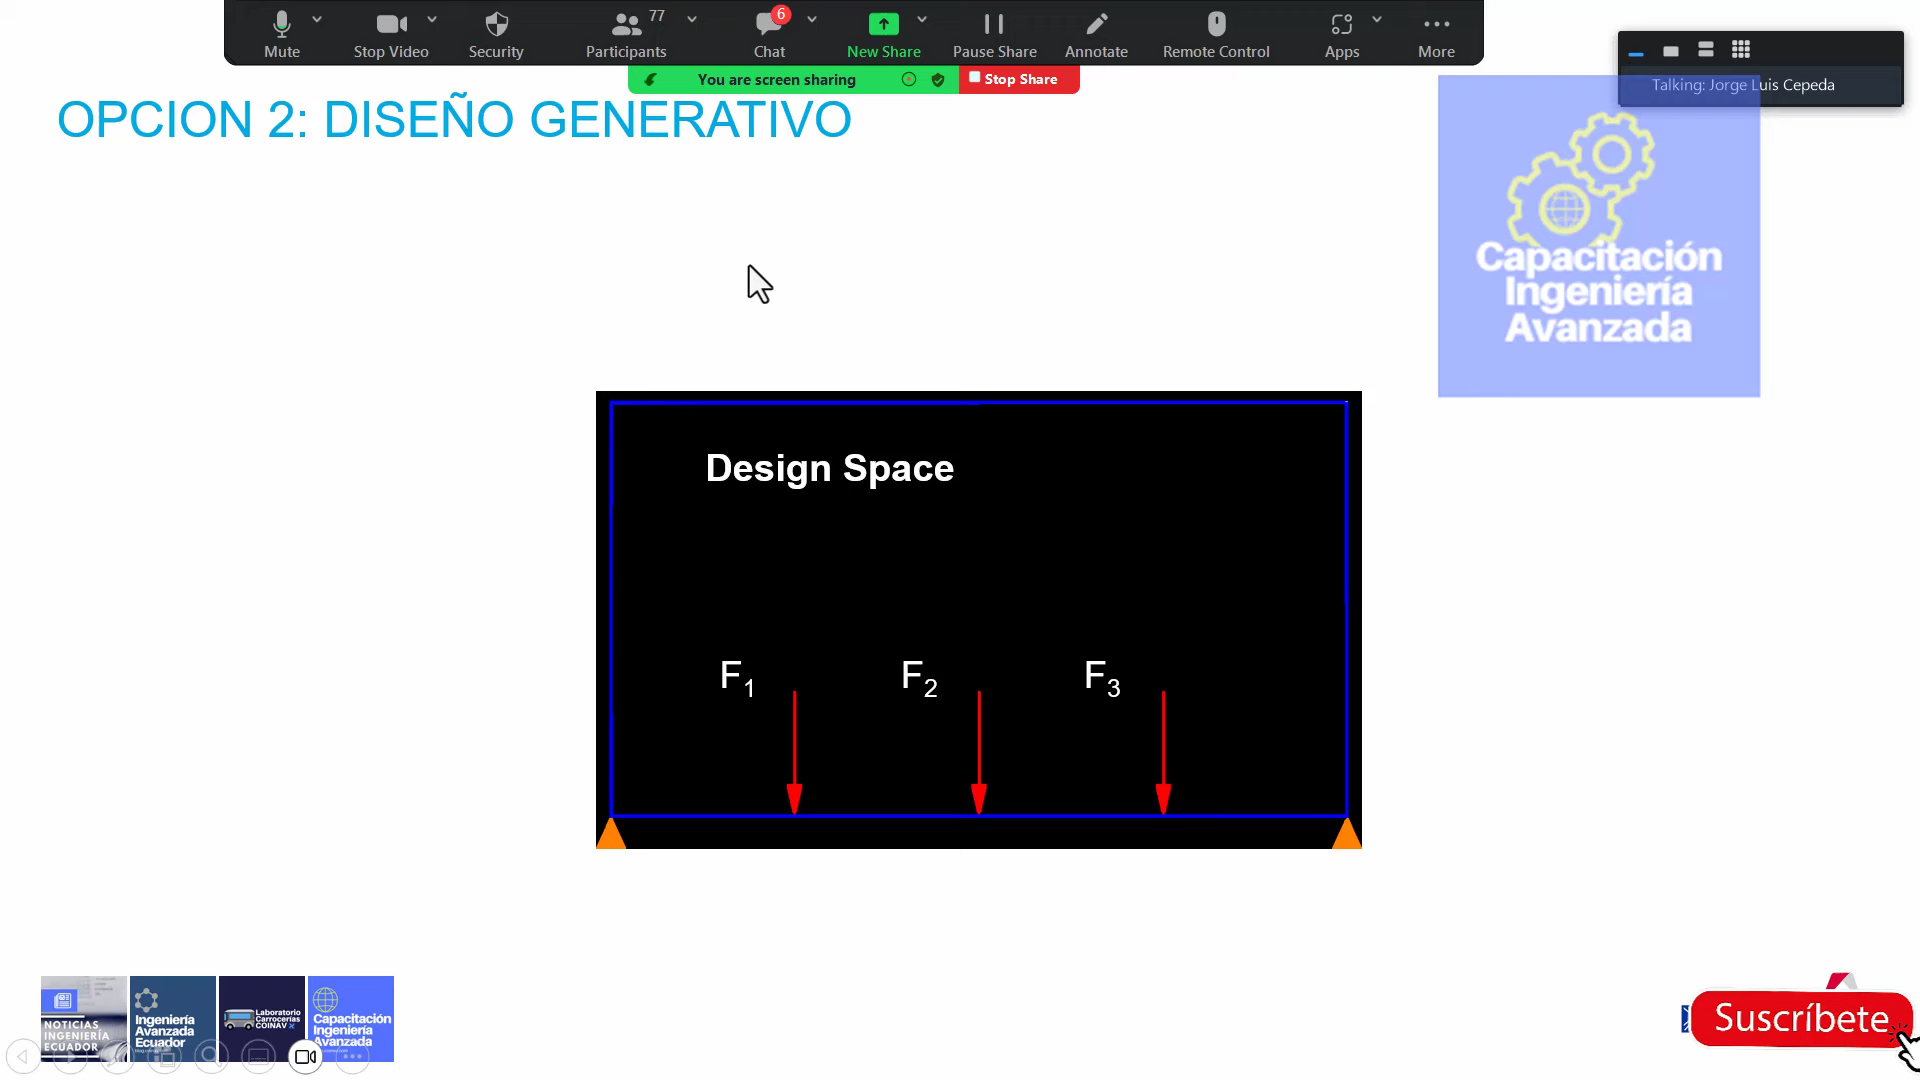 Mute
Stop Video
Security
77
Participants
6
Chat
New Share
Pause Share
Annotate
Remote Control
Apps
More
You are screen sharing
Stop Share
Talking: Jorge Luis Cepeda
OPCION 2: DISEÑO GENERATIVO
Capacitación
Ingeniería
Avanzada
Design Space
F1
F2
F3
NOTICIAS
INGENIERÍA
ECUADOR
Ingeniería
Avanzada
Ecuador
Laboratorio
Carrocerías
COINAV
Capacitación
Ingeniería
Avanzada
Suscríbete